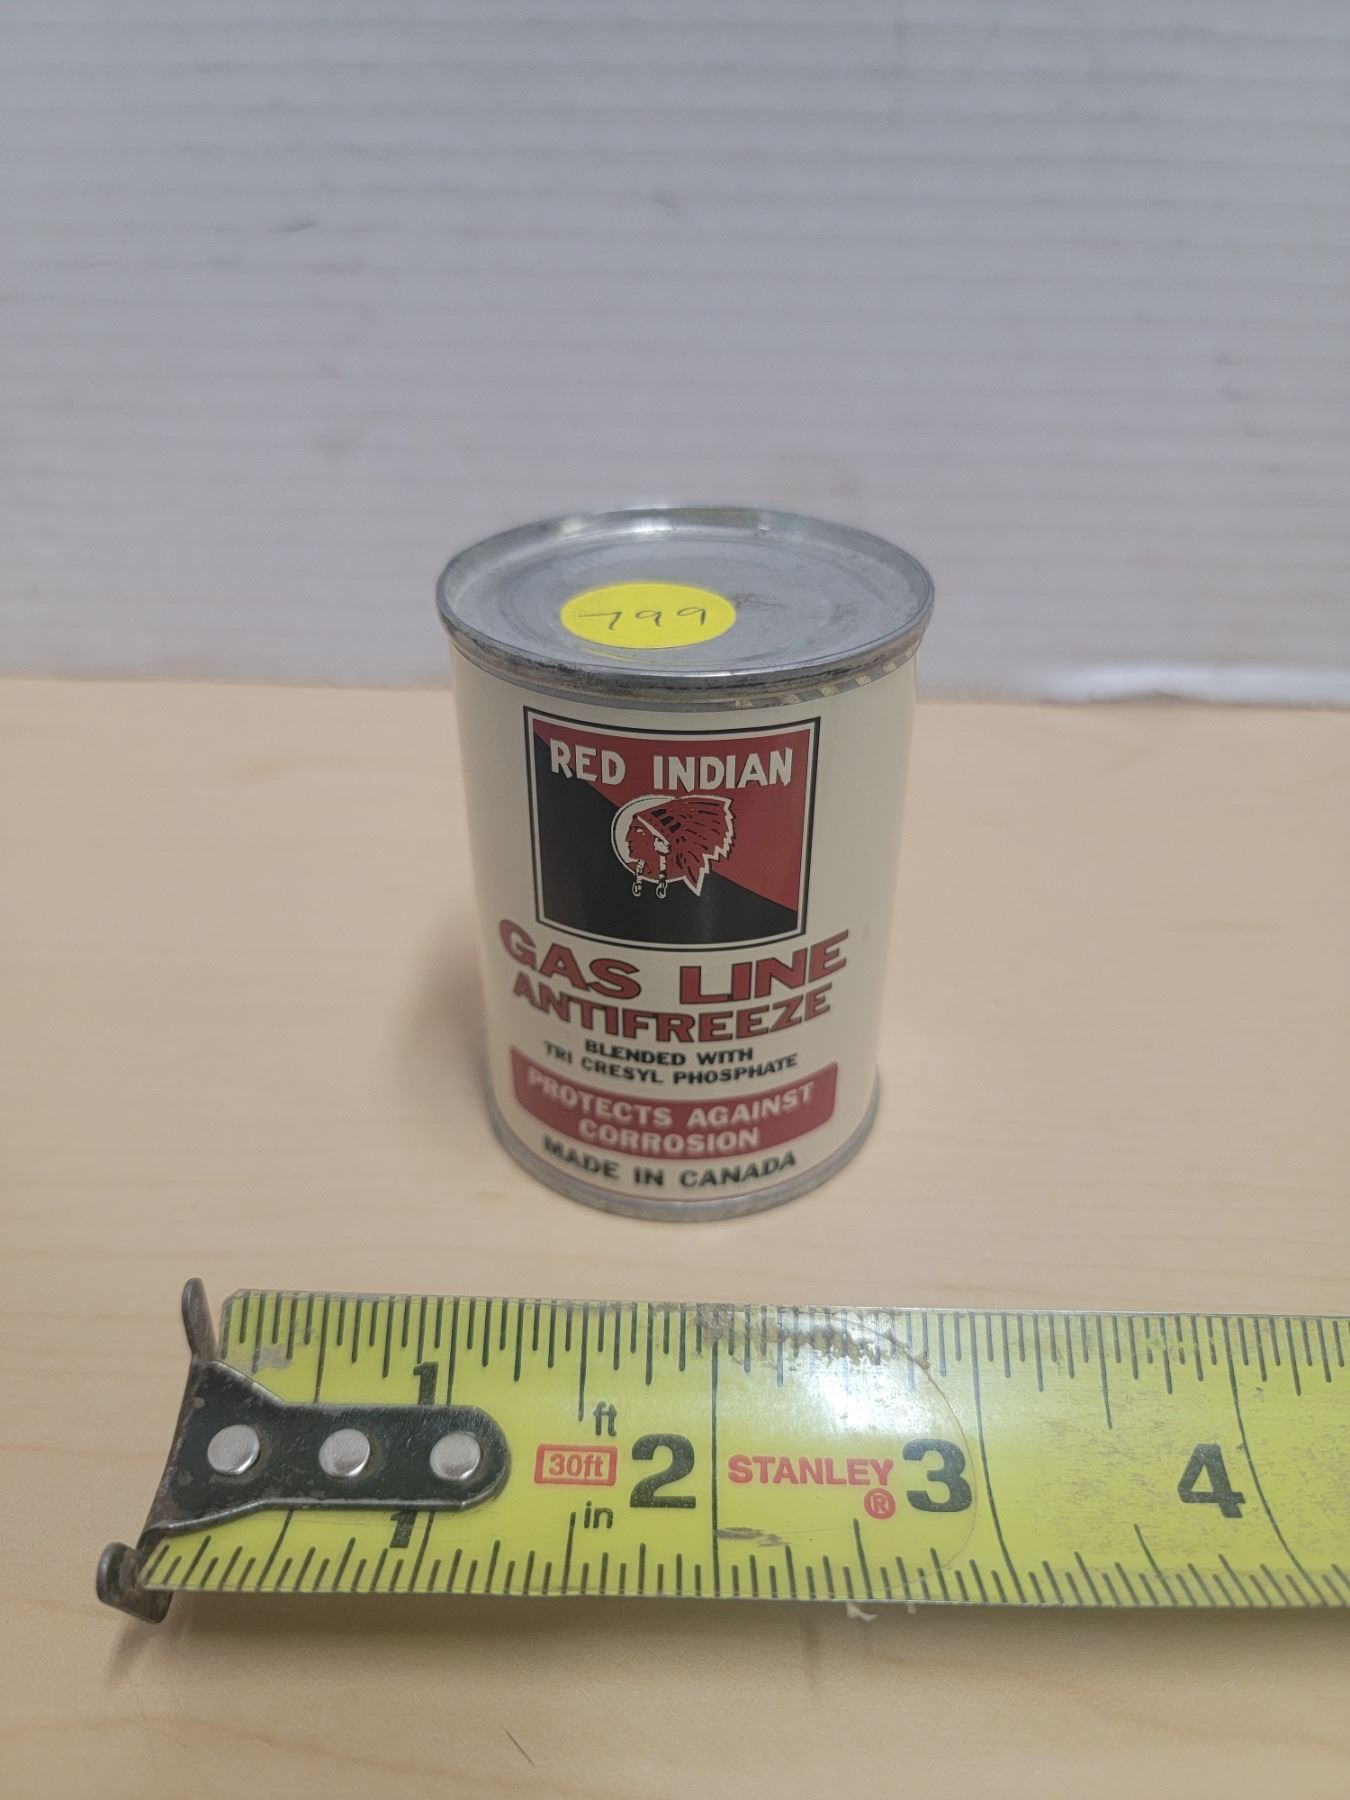 799
RED INDIAN
GAS LINE
ANTIFREEZE
BLENDED WITH
TRI CRESYL PHOSPHATE
PROTECTS AGAINST
CORROSION
MADE IN CANADA
1
ft
30ft
2
STANLEY
®
3
4
in
1